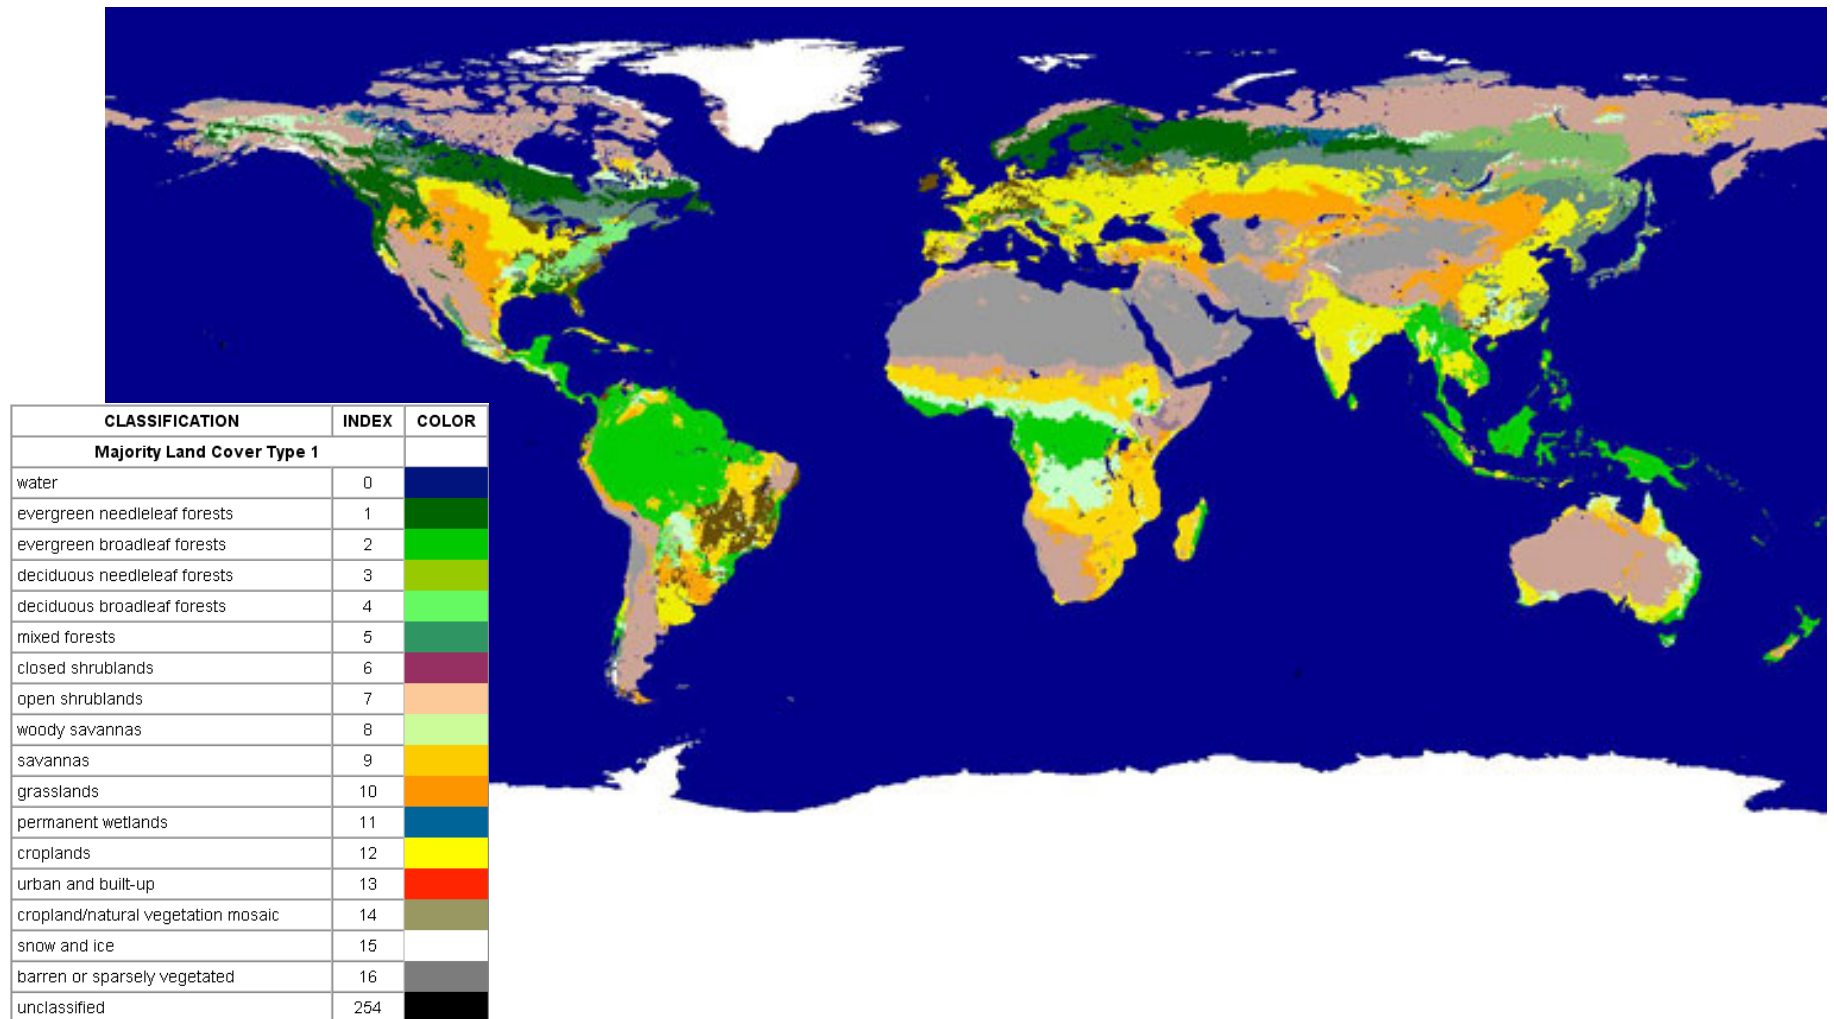 CLASSIFICATION INDEX COLOR
Majority Land Cover Type 1
water 0
evergreen needleleaf forests 1
evergreen broadleaf forests 2
deciduous needleleaf forests 3
deciduous broadleaf forests 4
mixed forests 5
closed shrublands 6
open shrublands 7
woody savannas 8
savannas 9
grasslands 10
permanent wetlands 11
croplands 12
urban and built-up 13
cropland/natural vegetation mosaic 14
snow and ice 15
barren or sparsely vegetated 16
unclassified 254